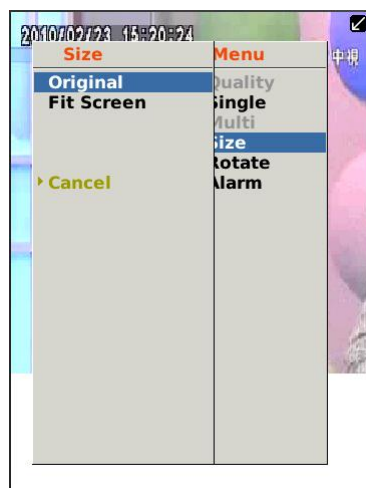 2010/02/23 15:20:24
中視
Size
Original
Fit Screen
Cancel
Menu
Quality
Single
Multi
Size
Rotate
Alarm